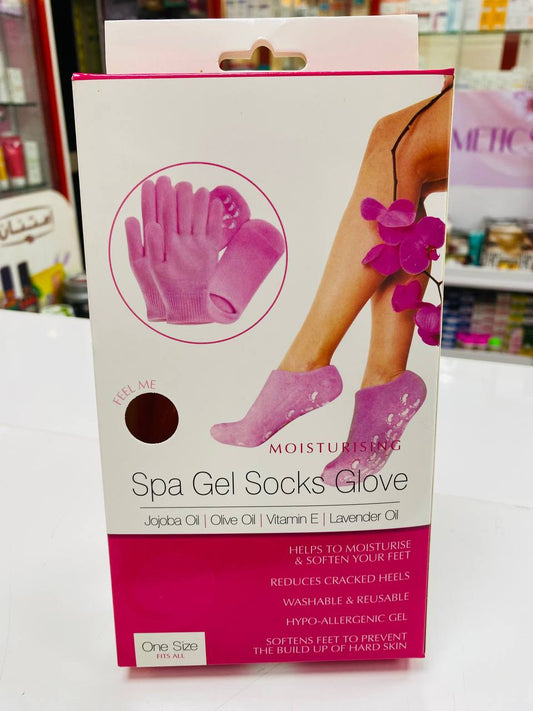 METICS
FEEL ME
MOISTURISING
Spa Gel Socks Glove
Jojoba Oil | Olive Oil | Vitamin E | Lavender Oil
HELPS TO MOISTURISE
& SOFTEN YOUR FEET
REDUCES CRACKED HEELS
WASHABLE & REUSABLE
HYPO-ALLERGENIC GEL
SOFTENS FEET TO PREVENT
THE BUILD UP OF HARD SKIN
One Size
FITS ALL